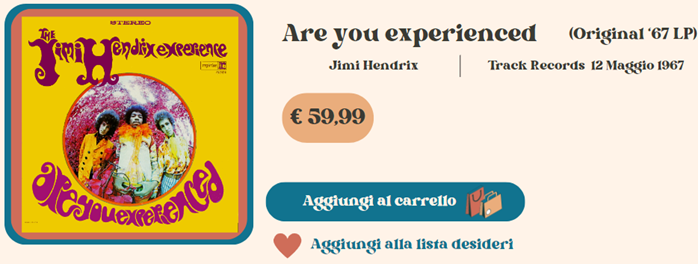 STEREO
THE
Jimi Hendrix experience
reprise
are you experienced
Are you experienced (Original ‘67 LP)
Jimi Hendrix | Track Records 12 Maggio 1967
€ 59,99
Aggiungi al carrello
Aggiungi alla lista desideri